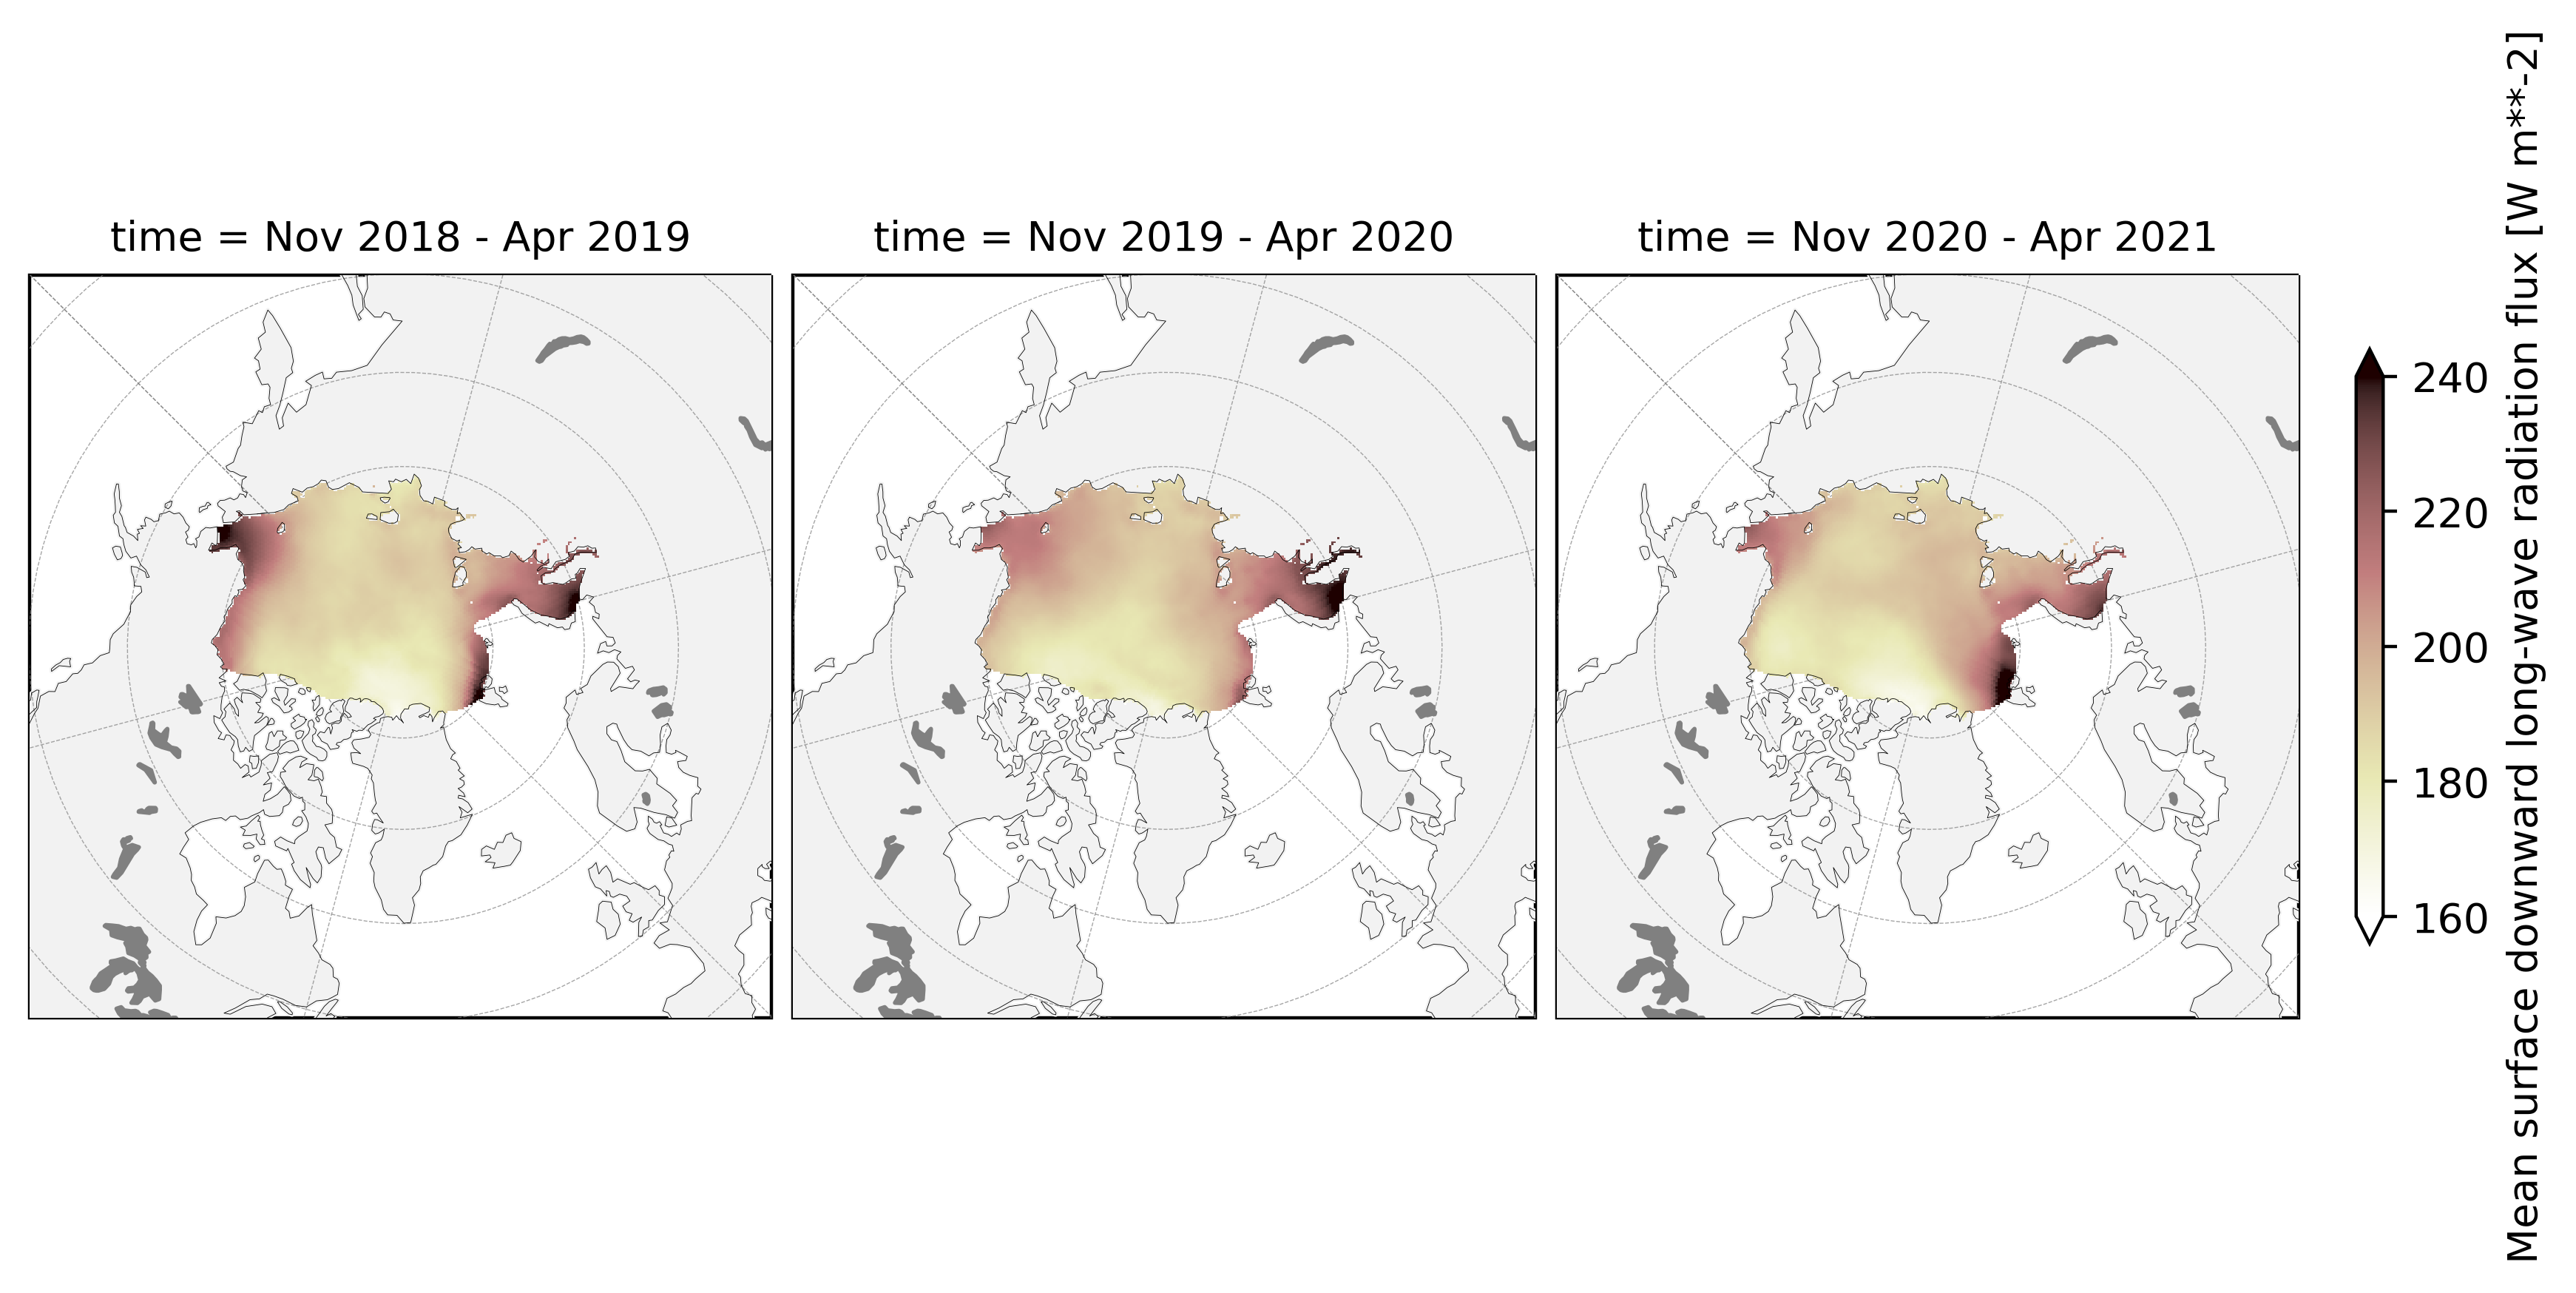 time = Nov 2018 - Apr 2019
time = Nov 2019 - Apr 2020
time = Nov 2020 - Apr 2021
240
220
200
180
160
Mean surface downward long-wave radiation flux [W m**-2]